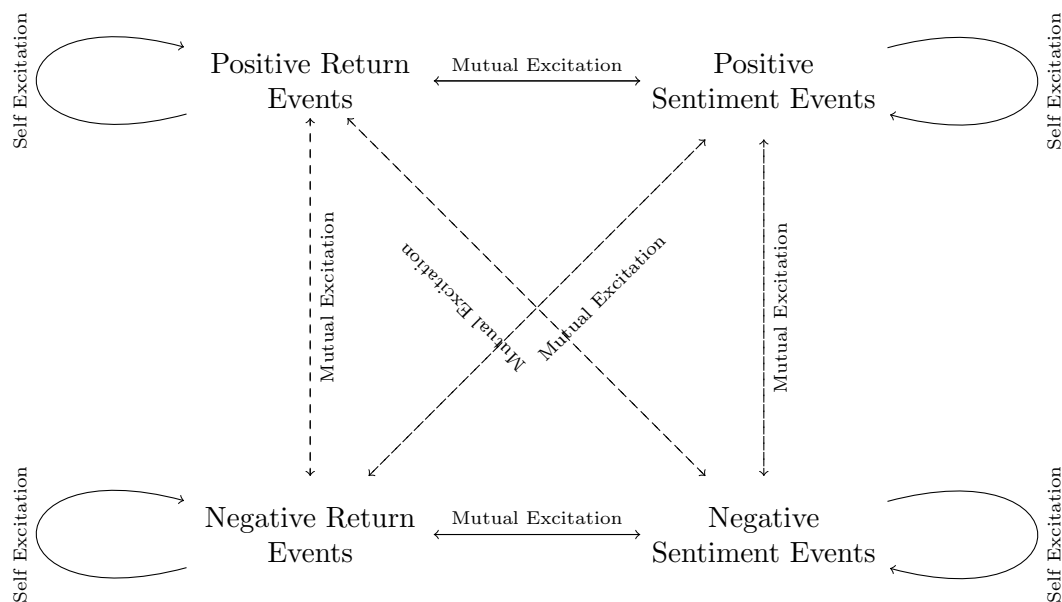 Self Excitation
Positive Return
Events
Mutual Excitation
Positive
Sentiment Events
Self Excitation
Mutual Excitation
Mutual Excitation
Mutual Excitation
Mutual Excitation
Self Excitation
Negative Return
Events
Mutual Excitation
Negative
Sentiment Events
Self Excitation